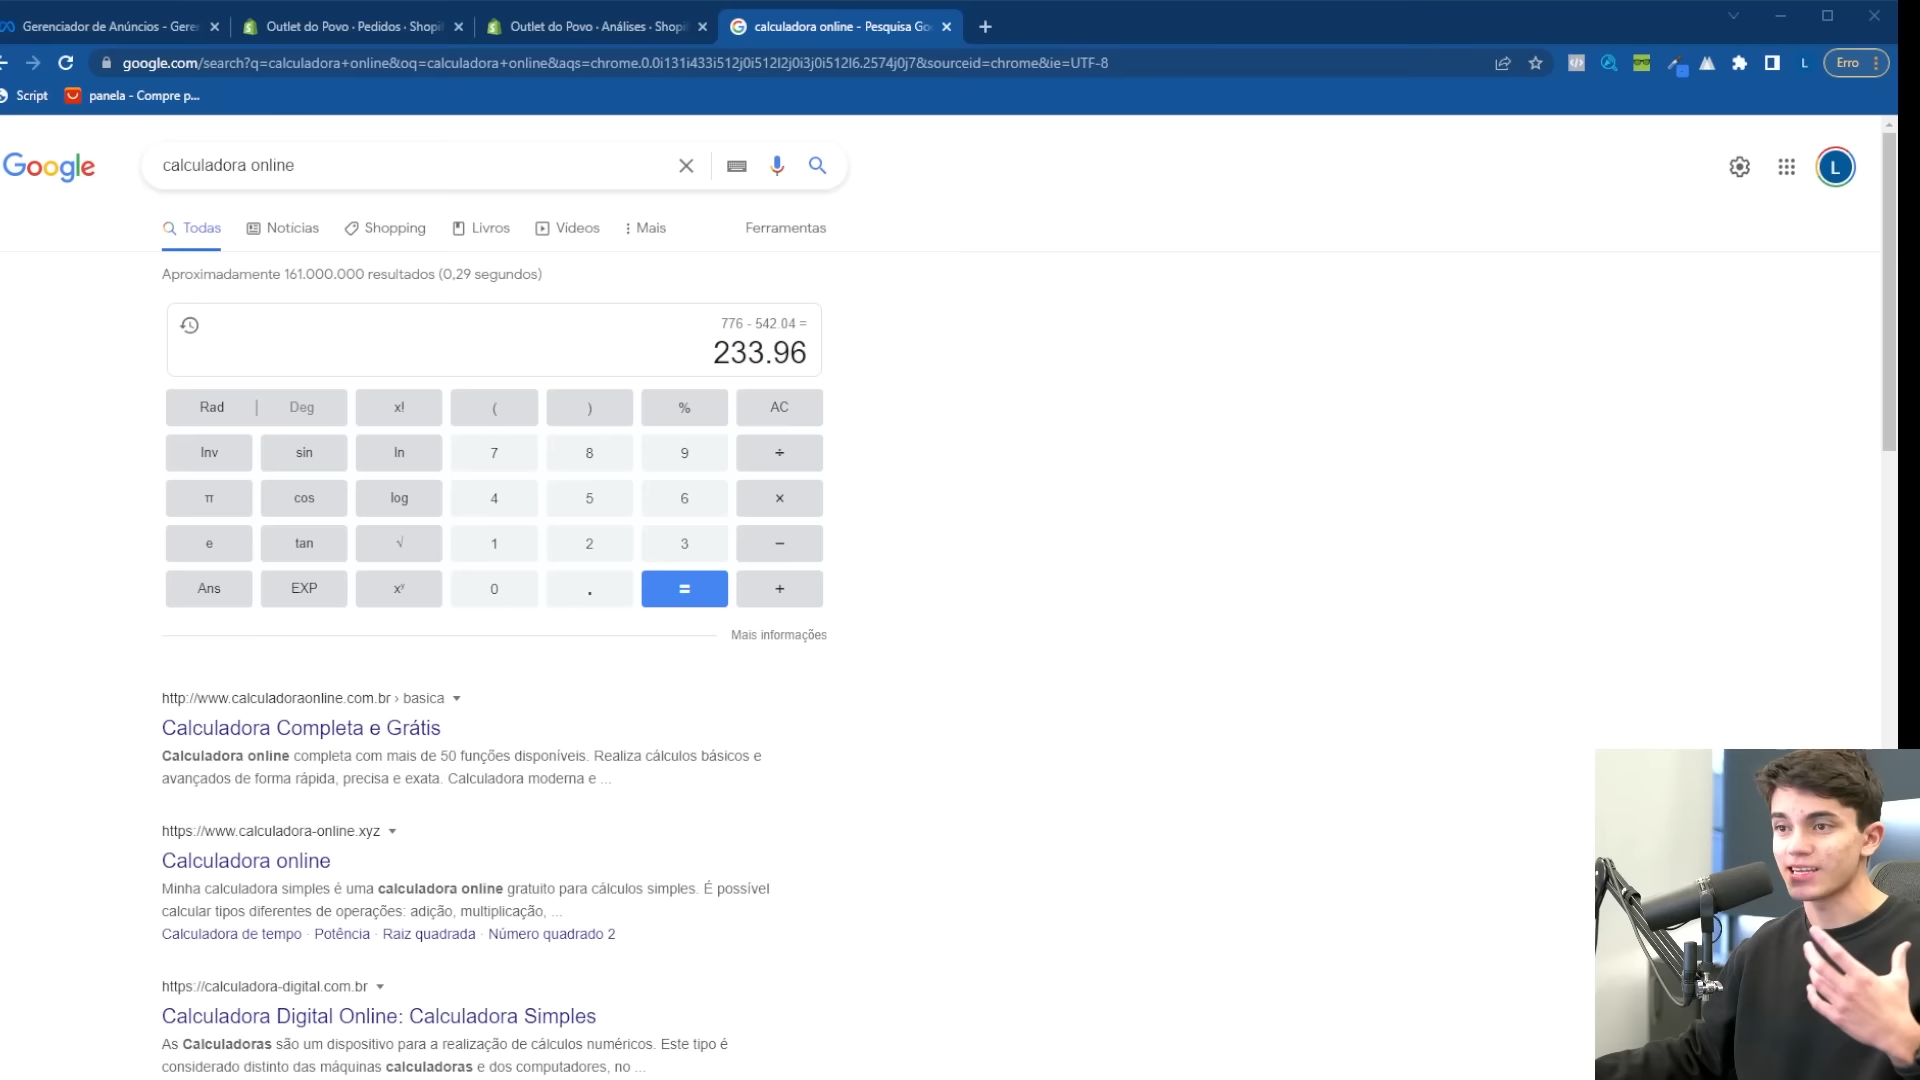 Gerenciador de Anúncios - Geren
Outlet do Povo · Pedidos · Shopif
Outlet do Povo · Análises · Shopi
calculadora online - Pesquisa Go
google.com/search?q=calculadora+online&oq=calculadora+online&aqs=chrome.0.0i131i433i512j0i512l2j0i3j0i512l6.2574j0j7&sourceid=chrome&ie=UTF-8
L
Erro
Script
panela - Compre p...
Google
calculadora online
L
Todas
Notícias
Shopping
Livros
Vídeos
Mais
Ferramentas
Aproximadamente 161.000.000 resultados (0,29 segundos)
776 - 542.04 =
233.96
Rad | Deg x! ( ) % AC
Inv sin ln 7 8 9 ÷
π cos log 4 5 6 ×
e tan √ 1 2 3 −
Ans EXP xʸ 0 . = +
Mais informações
http://www.calculadoraonline.com.br › basica
Calculadora Completa e Grátis
Calculadora online completa com mais de 50 funções disponíveis. Realiza cálculos básicos e
avançados de forma rápida, precisa e exata. Calculadora moderna e ...
https://www.calculadora-online.xyz
Calculadora online
Minha calculadora simples é uma calculadora online gratuito para cálculos simples. É possível
calcular tipos diferentes de operações: adição, multiplicação, ...
Calculadora de tempo · Potência · Raiz quadrada · Número quadrado 2
https://calculadora-digital.com.br
Calculadora Digital Online: Calculadora Simples
As Calculadoras são um dispositivo para a realização de cálculos numéricos. Este tipo é
considerado distinto das máquinas calculadoras e dos computadores, no ...